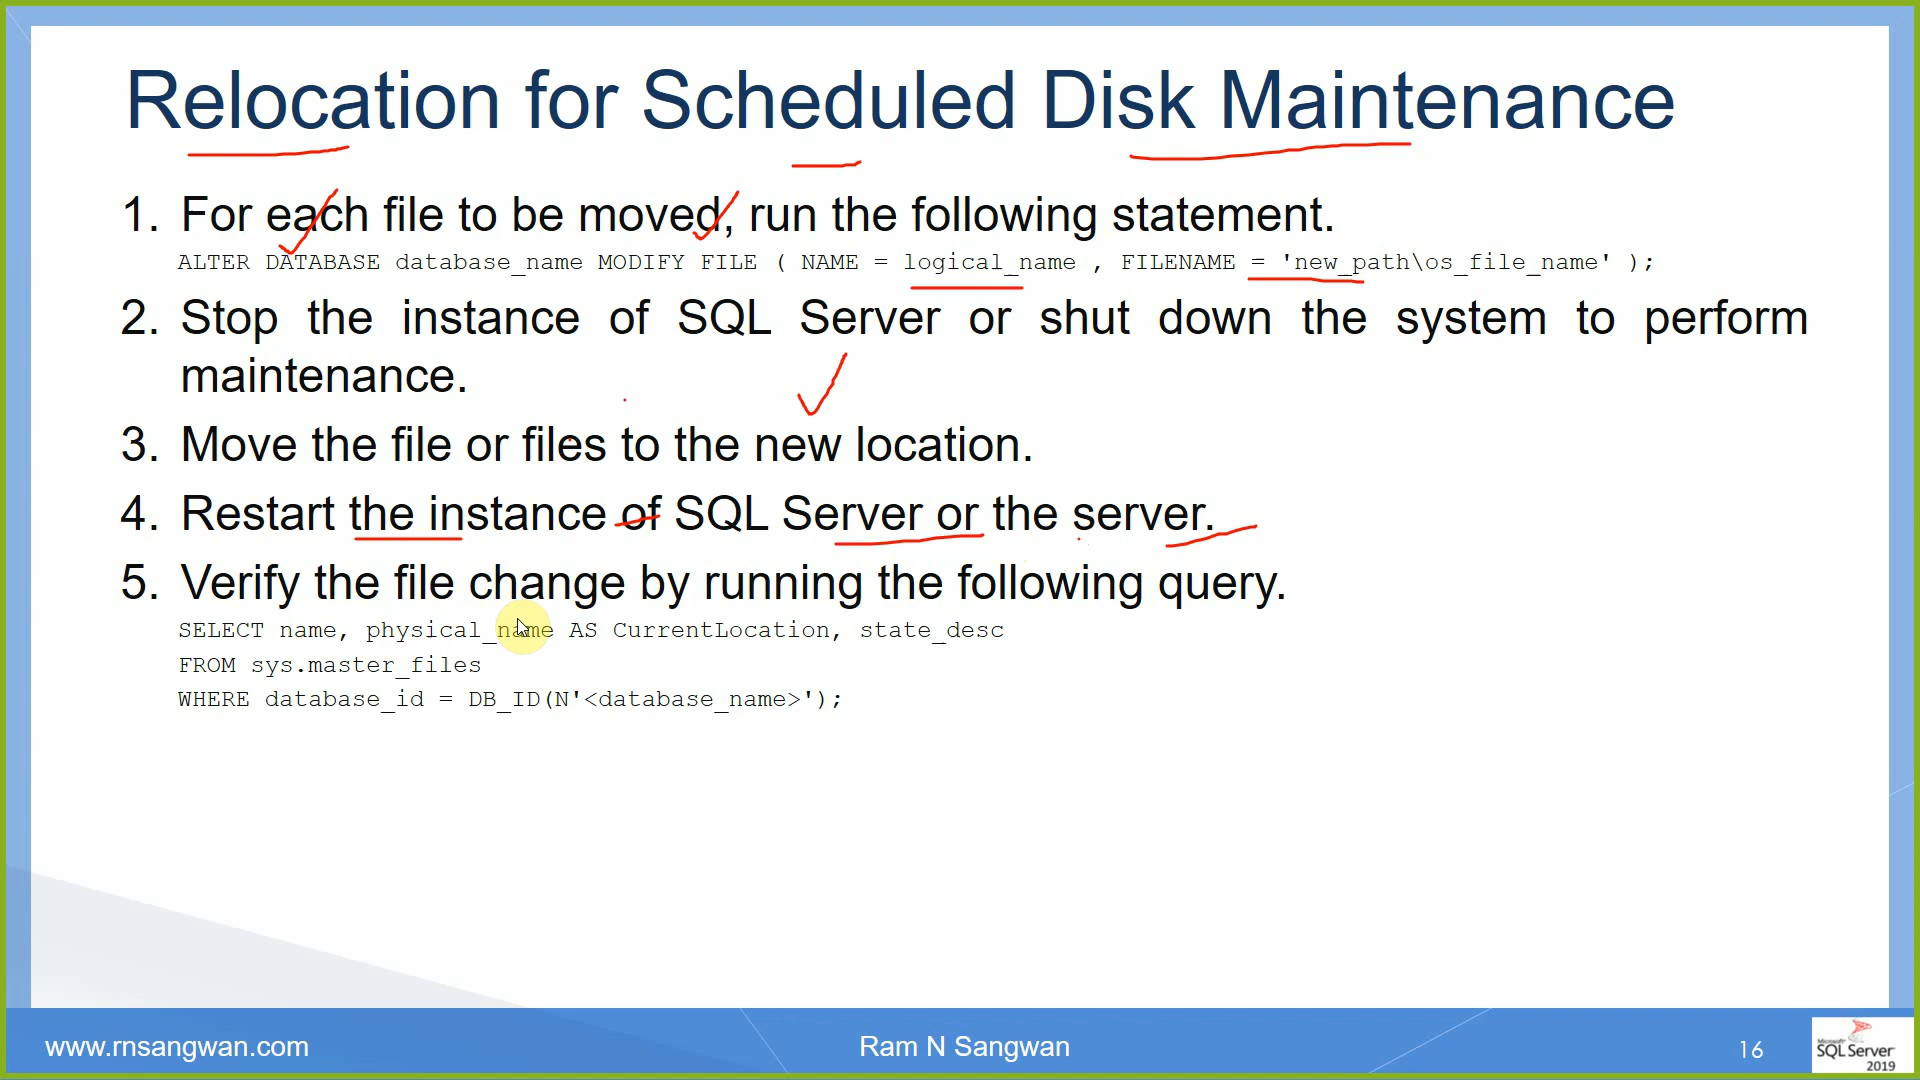 Relocation for Scheduled Disk Maintenance
1. For each file to be moved, run the following statement.
ALTER DATABASE database_name MODIFY FILE ( NAME = logical_name , FILENAME = 'new_path\os_file_name' );
2. Stop the instance of SQL Server or shut down the system to perform
maintenance.
3. Move the file or files to the new location.
4. Restart the instance of SQL Server or the server.
5. Verify the file change by running the following query.
SELECT name, physical_name AS CurrentLocation, state_desc
FROM sys.master_files
WHERE database_id = DB_ID(N'<database_name>');
www.rnsangwan.com
Ram N Sangwan
16
Microsoft
SQL Server
2019